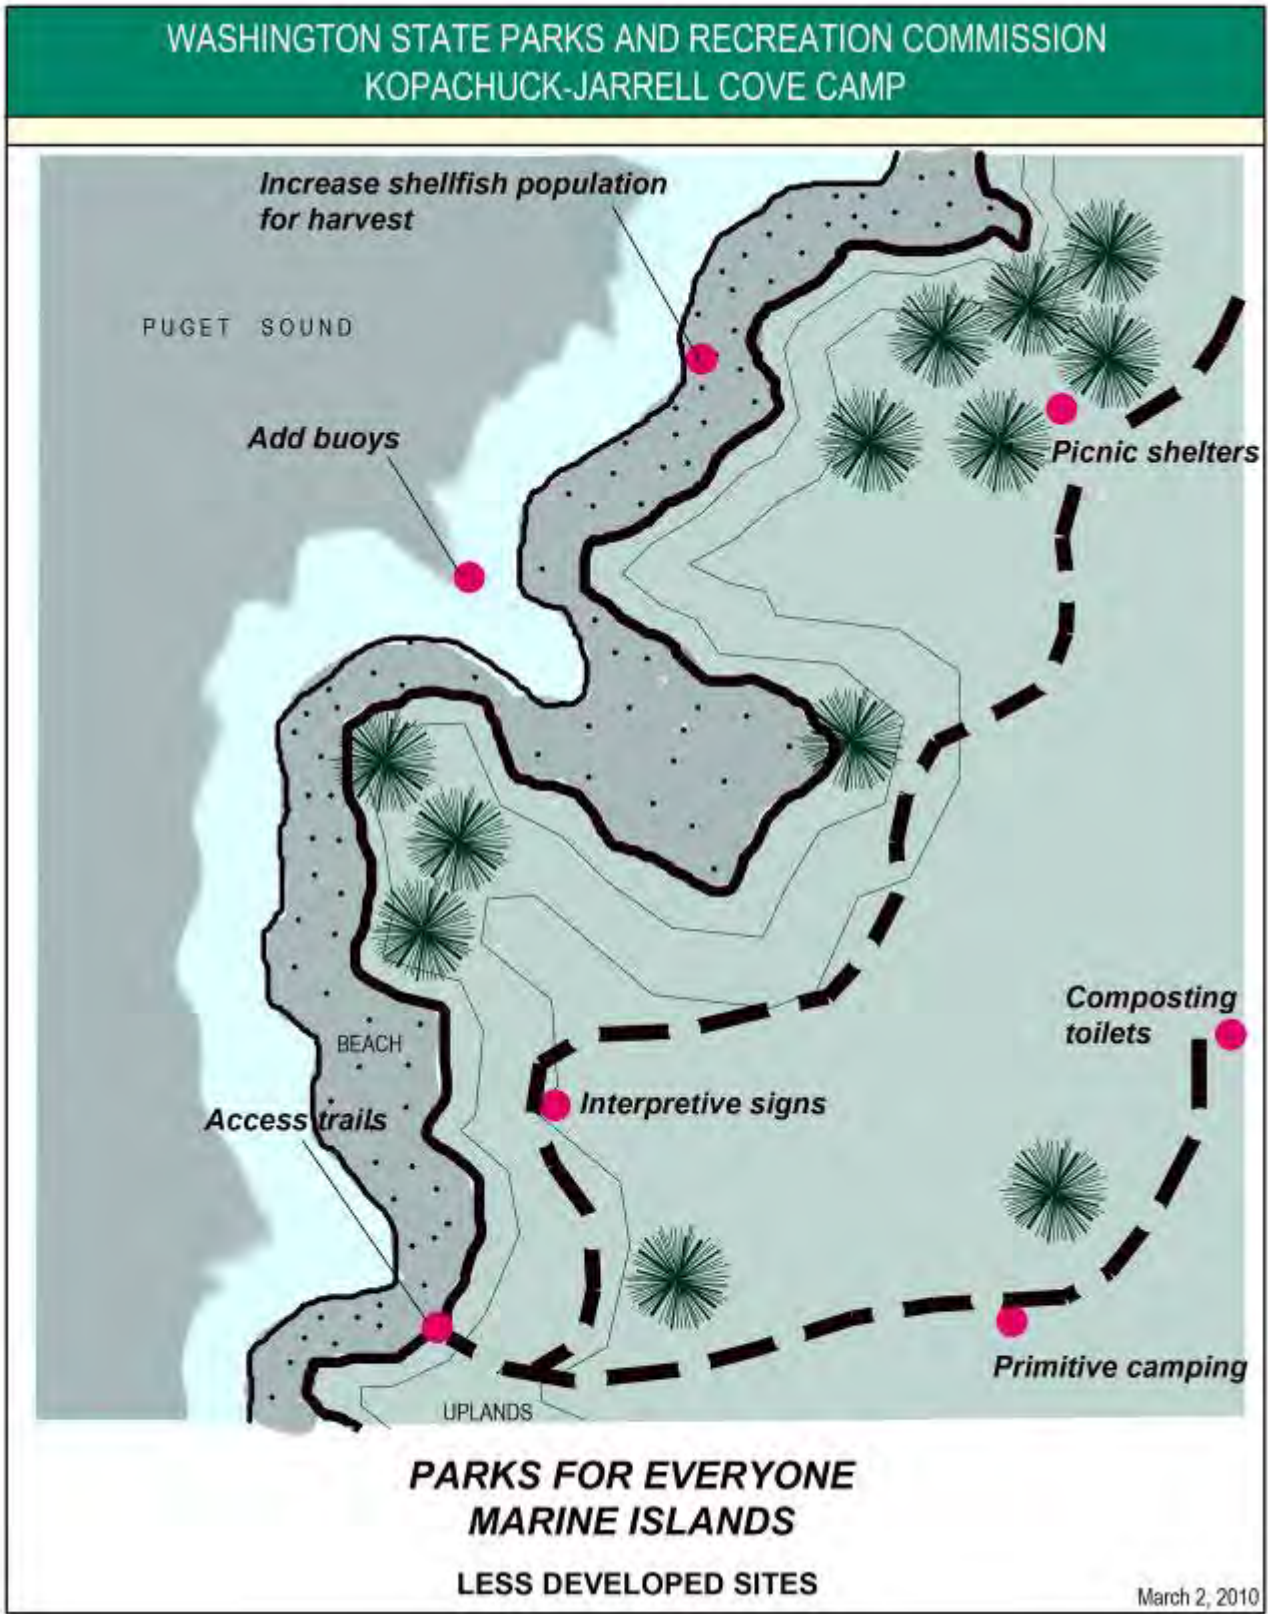 WASHINGTON STATE PARKS AND RECREATION COMMISSION
KOPACHUCK-JARRELL COVE CAMP
Increase shellfish population
for harvest
PUGET SOUND
Add buoys
Picnic shelters
Composting
toilets
BEACH
Interpretive signs
Access trails
Primitive camping
UPLANDS
PARKS FOR EVERYONE
MARINE ISLANDS
LESS DEVELOPED SITES
March 2, 2010